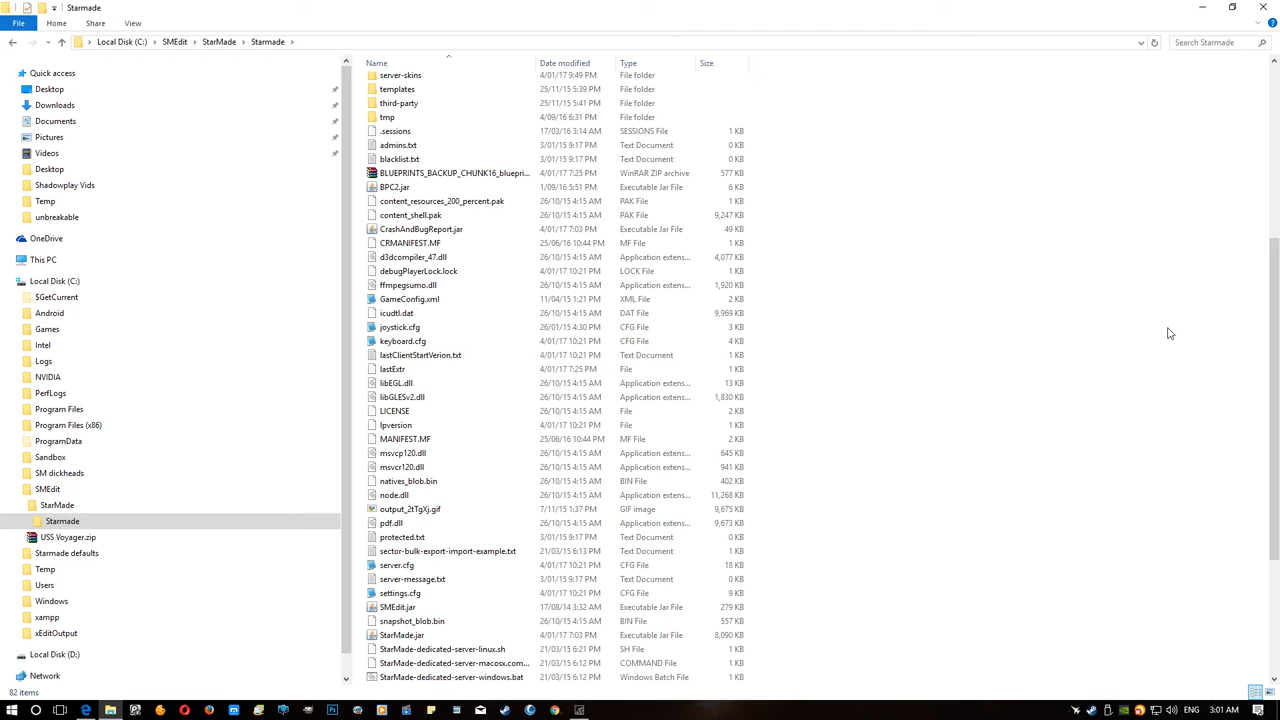 Starmade
File Home Share View
Local Disk (C:) SMEdit StarMade Starmade Search Starmade
Quick access
Desktop
Downloads
Documents
Pictures
Videos
Desktop
Shadowplay Vids
Temp
unbreakable
OneDrive
This PC
Local Disk (C:)
$GetCurrent
Android
Games
Intel
Logs
NVIDIA
PerfLogs
Program Files
Program Files (x86)
ProgramData
Sandbox
SM dickheads
SMEdit
StarMade
Starmade
USS Voyager.zip
Starmade defaults
Temp
Users
Windows
xampp
xEditOutput
Local Disk (D:)
Network
Name Date modified Type Size
server-skins 4/01/17 9:49 PM File folder
templates 25/11/15 5:39 PM File folder
third-party 25/11/15 5:41 PM File folder
tmp 4/09/16 6:31 PM File folder
.sessions 17/03/16 3:14 AM SESSIONS File 1 KB
admins.txt 3/01/15 9:17 PM Text Document 0 KB
blacklist.txt 3/01/15 9:17 PM Text Document 0 KB
BLUEPRINTS_BACKUP_CHUNK16_bluepri... 4/01/17 7:25 PM WinRAR ZIP archive 577 KB
BPC2.jar 1/09/16 5:51 PM Executable Jar File 6 KB
content_resources_200_percent.pak 26/10/15 4:15 AM PAK File 1 KB
content_shell.pak 26/10/15 4:15 AM PAK File 9,247 KB
CrashAndBugReport.jar 4/01/17 7:03 PM Executable Jar File 49 KB
CRMANIFEST.MF 25/06/16 10:44 PM MF File 1 KB
d3dcompiler_47.dll 26/10/15 4:15 AM Application extens... 4,077 KB
debugPlayerLock.lock 4/01/17 10:21 PM LOCK File 1 KB
ffmpegsumo.dll 26/10/15 4:15 AM Application extens... 1,920 KB
GameConfig.xml 11/04/15 1:21 PM XML File 2 KB
icudtl.dat 26/10/15 4:15 AM DAT File 9,969 KB
joystick.cfg 26/01/15 4:30 PM CFG File 3 KB
keyboard.cfg 4/01/17 10:21 PM CFG File 4 KB
lastClientStartVerion.txt 4/01/17 10:21 PM Text Document 1 KB
lastExtr 4/01/17 7:25 PM File 1 KB
libEGL.dll 26/10/15 4:15 AM Application extens... 13 KB
libGLESv2.dll 26/10/15 4:15 AM Application extens... 1,830 KB
LICENSE 26/10/15 4:15 AM File 2 KB
lpversion 4/01/17 10:21 PM File 1 KB
MANIFEST.MF 25/06/16 10:44 PM MF File 2 KB
msvcp120.dll 26/10/15 4:15 AM Application extens... 645 KB
msvcr120.dll 26/10/15 4:15 AM Application extens... 941 KB
natives_blob.bin 26/10/15 4:15 AM BIN File 402 KB
node.dll 26/10/15 4:15 AM Application extens... 11,268 KB
output_2tTgXj.gif 7/11/15 1:37 PM GIF image 9,675 KB
pdf.dll 26/10/15 4:15 AM Application extens... 9,673 KB
protected.txt 3/01/15 9:17 PM Text Document 0 KB
sector-bulk-export-import-example.txt 21/03/15 6:13 PM Text Document 1 KB
server.cfg 4/01/17 10:21 PM CFG File 18 KB
server-message.txt 3/01/15 9:17 PM Text Document 0 KB
settings.cfg 4/01/17 10:21 PM CFG File 9 KB
SMEdit.jar 17/08/14 3:32 AM Executable Jar File 279 KB
snapshot_blob.bin 26/10/15 4:15 AM BIN File 557 KB
StarMade.jar 4/01/17 7:03 PM Executable Jar File 8,090 KB
StarMade-dedicated-server-linux.sh 21/03/15 6:21 PM SH File 1 KB
StarMade-dedicated-server-macosx.com... 21/03/15 6:12 PM COMMAND File 1 KB
StarMade-dedicated-server-windows.bat 21/03/15 6:12 PM Windows Batch File 1 KB
82 items
ENG 3:01 AM